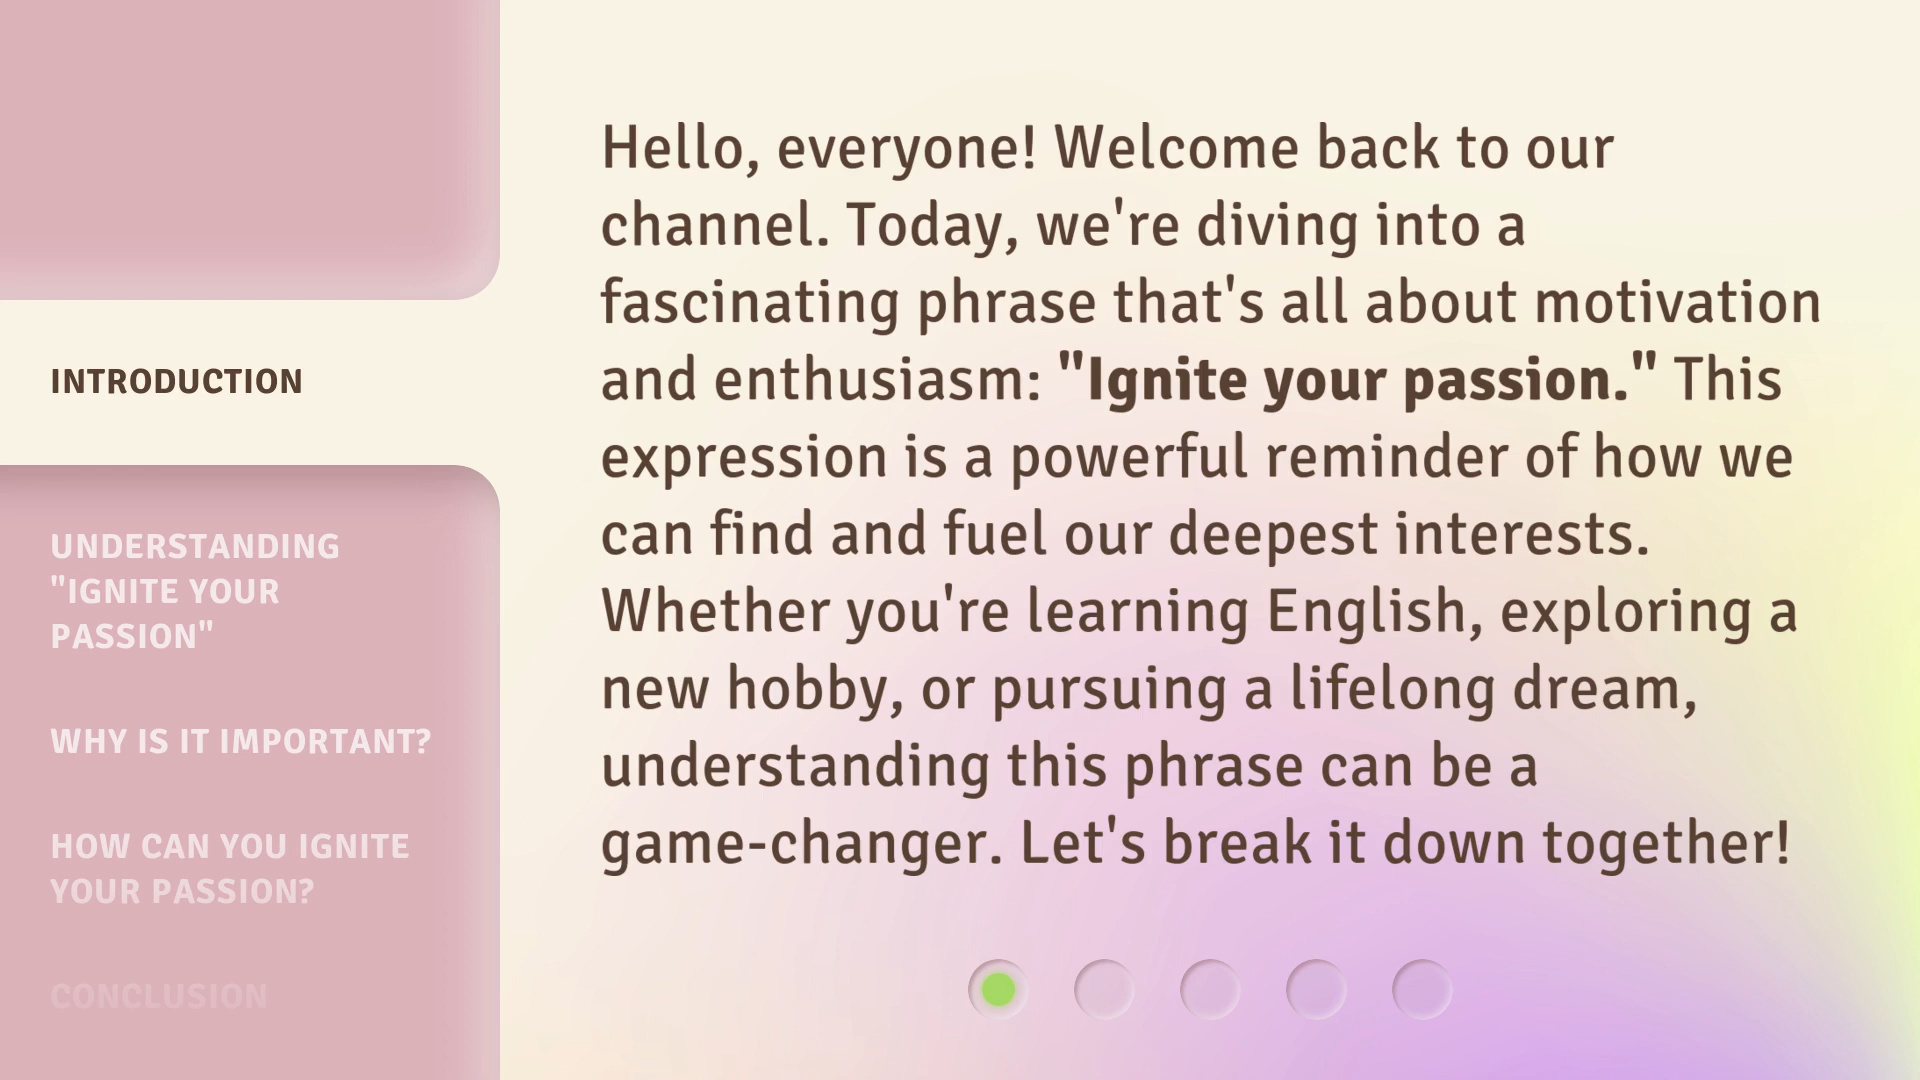 INTRODUCTION
UNDERSTANDING
"IGNITE YOUR
PASSION"
WHY IS IT IMPORTANT?
HOW CAN YOU IGNITE
YOUR PASSION?
CONCLUSION
Hello, everyone! Welcome back to our
channel. Today, we're diving into a
fascinating phrase that's all about motivation
and enthusiasm: "Ignite your passion." This
expression is a powerful reminder of how we
can find and fuel our deepest interests.
Whether you're learning English, exploring a
new hobby, or pursuing a lifelong dream,
understanding this phrase can be a
game-changer. Let's break it down together!